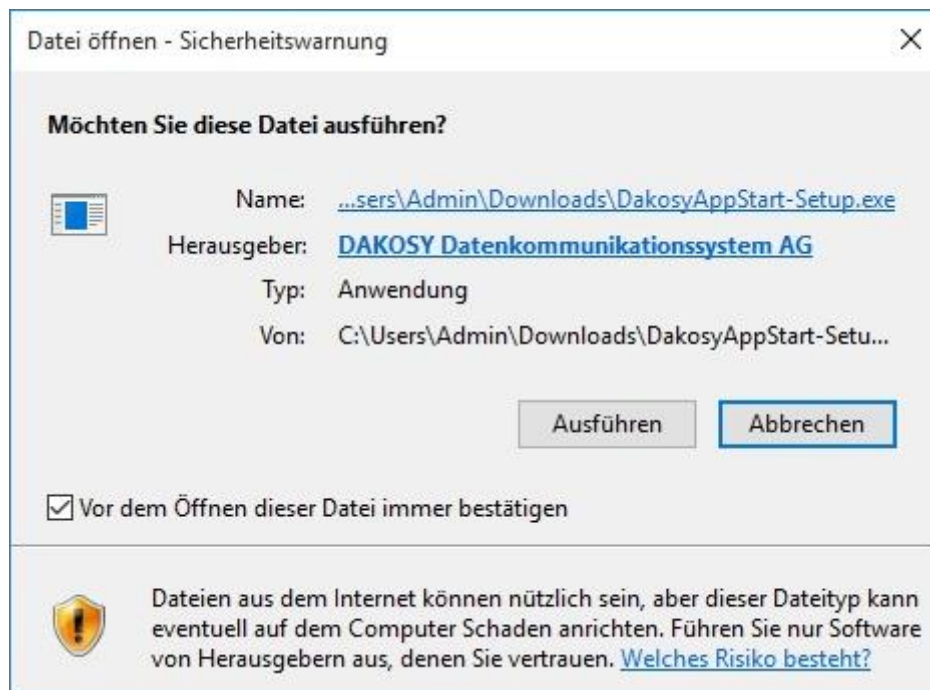 Datei öffnen - Sicherheitswarnung
Möchten Sie diese Datei ausführen?
Name: ...sers\Admin\Downloads\DakosyAppStart-Setup.exe
Herausgeber: DAKOSY Datenkommunikationssystem AG
Typ: Anwendung
Von: C:\Users\Admin\Downloads\DakosyAppStart-Setu...
Ausführen Abbrechen
Vor dem Öffnen dieser Datei immer bestätigen
Dateien aus dem Internet können nützlich sein, aber dieser Dateityp kann
eventuell auf dem Computer Schaden anrichten. Führen Sie nur Software
von Herausgebern aus, denen Sie vertrauen. Welches Risiko besteht?